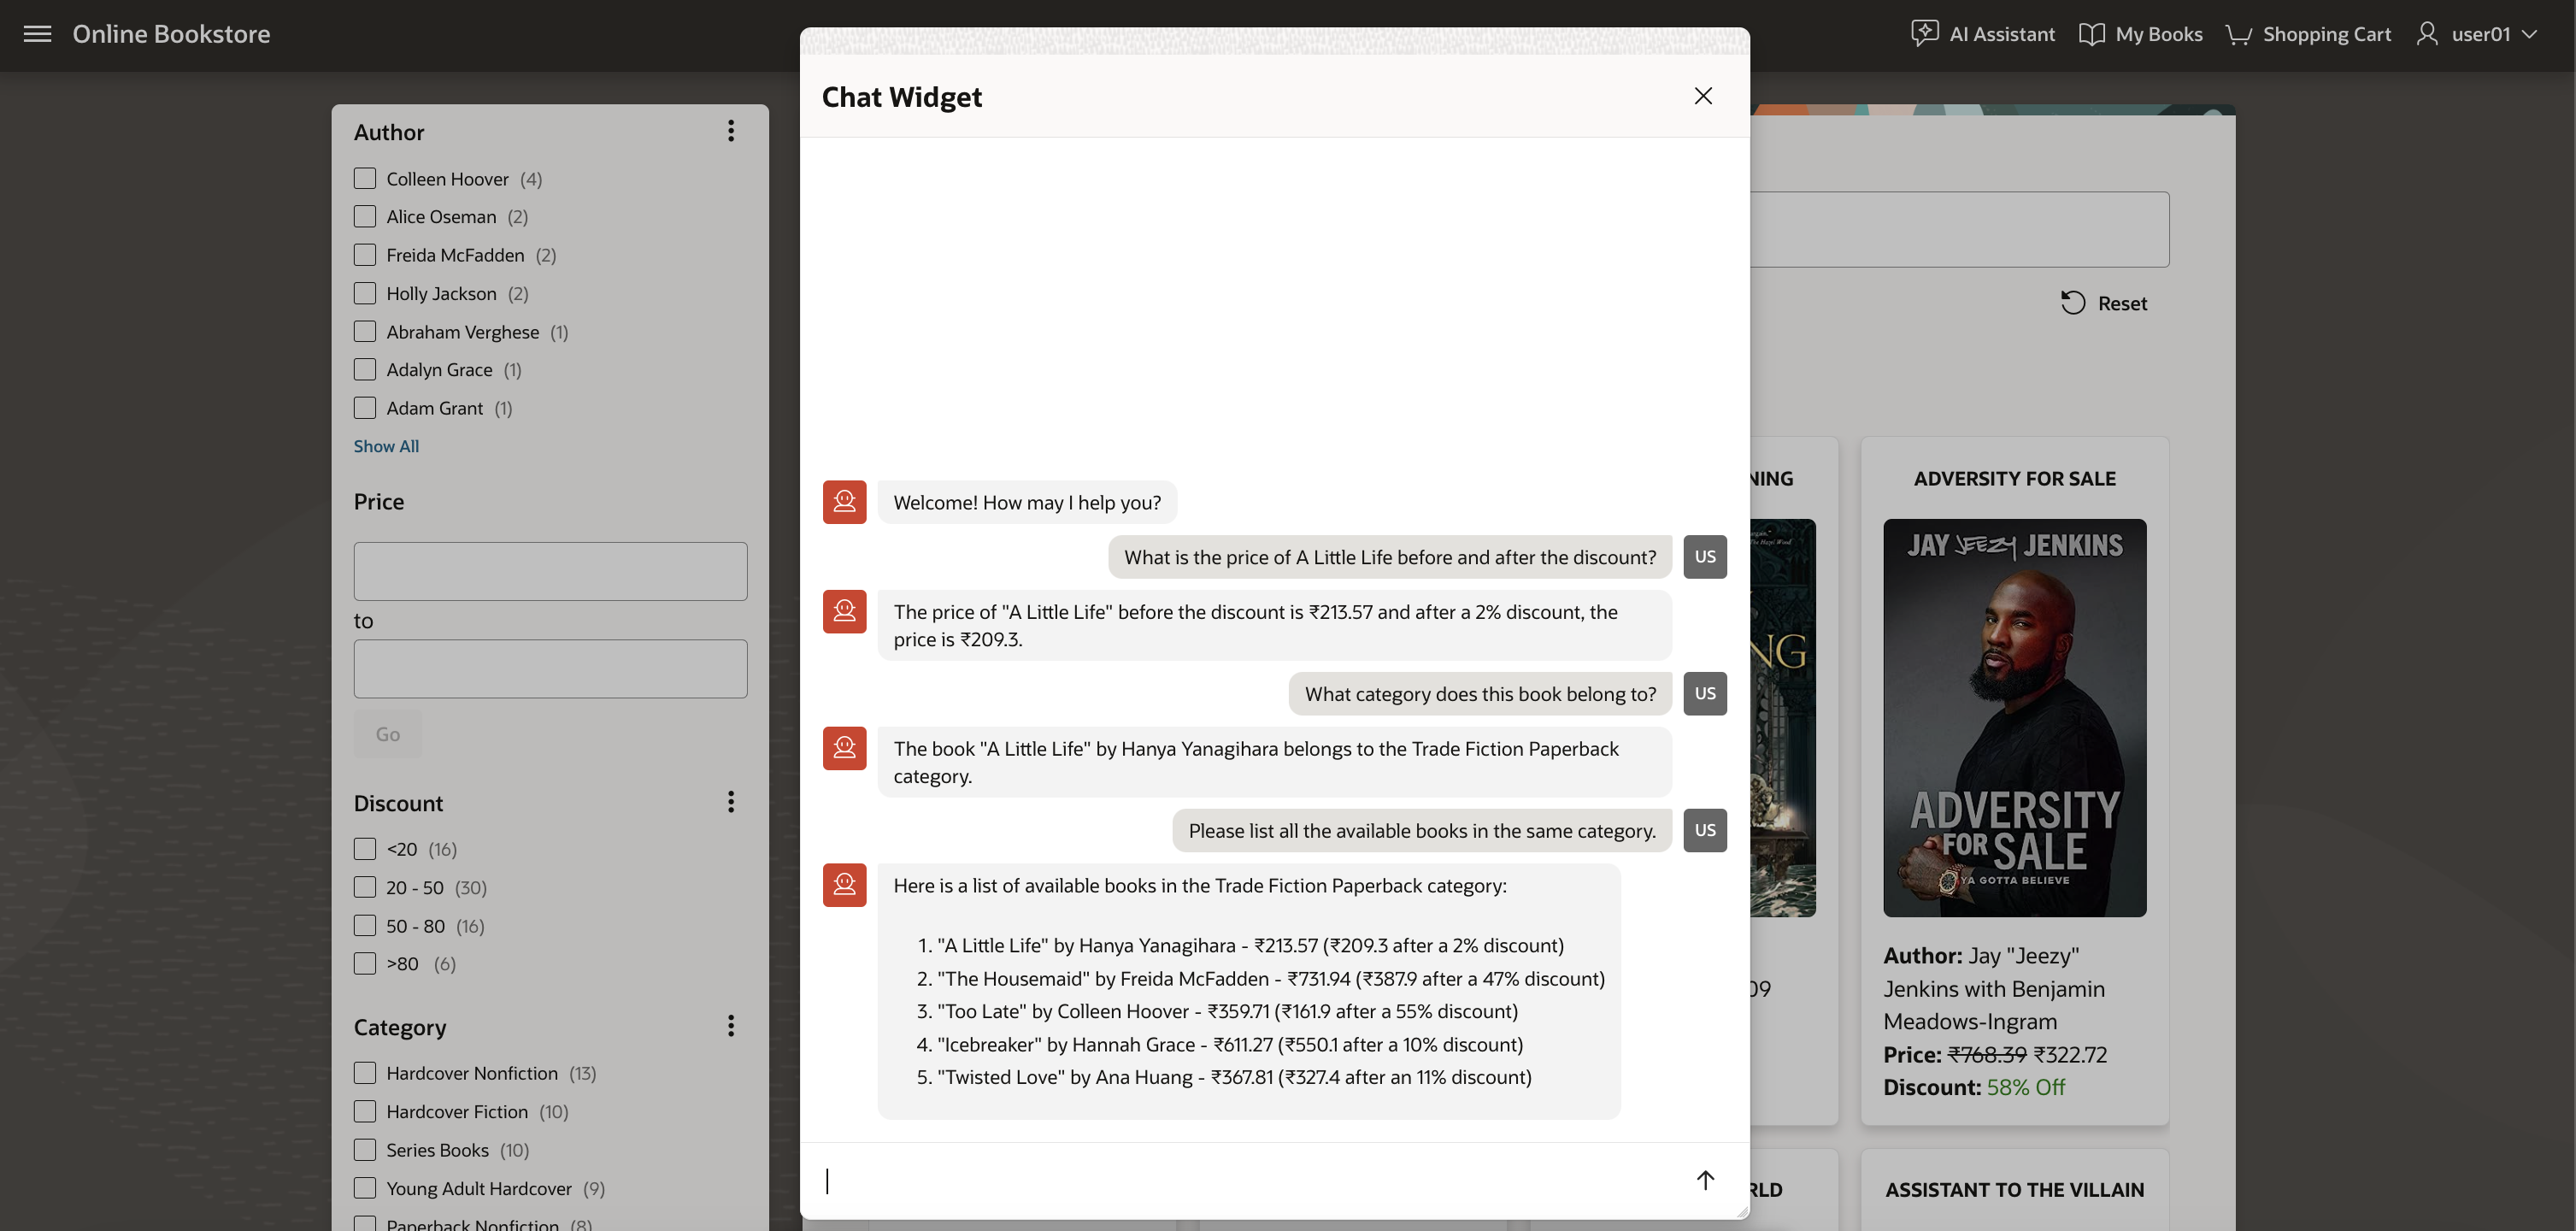 Online Bookstore
AI Assistant
My Books
Shopping Cart
user01
Author
Colleen Hoover (4)
Alice Oseman (2)
Freida McFadden (2)
Holly Jackson (2)
Abraham Verghese (1)
Adalyn Grace (1)
Adam Grant (1)
Show All
Price
to
Go
Discount
<20 (16)
20 - 50 (30)
50 - 80 (16)
>80 (6)
Category
Hardcover Nonfiction (13)
Hardcover Fiction (10)
Series Books (10)
Young Adult Hardcover (9)
Paperback Nonfiction (8)
Chat Widget
Welcome! How may I help you?
What is the price of A Little Life before and after the discount?
US
The price of "A Little Life" before the discount is ₹213.57 and after a 2% discount, the
price is ₹209.3.
What category does this book belong to?
US
The book "A Little Life" by Hanya Yanagihara belongs to the Trade Fiction Paperback
category.
Please list all the available books in the same category.
US
Here is a list of available books in the Trade Fiction Paperback category:
1. "A Little Life" by Hanya Yanagihara - ₹213.57 (₹209.3 after a 2% discount)
2. "The Housemaid" by Freida McFadden - ₹731.94 (₹387.9 after a 47% discount)
3. "Too Late" by Colleen Hoover - ₹359.71 (₹161.9 after a 55% discount)
4. "Icebreaker" by Hannah Grace - ₹611.27 (₹550.1 after a 10% discount)
5. "Twisted Love" by Ana Huang - ₹367.81 (₹327.4 after an 11% discount)
Reset
NING
NG
09
RLD
ADVERSITY FOR SALE
JAY JEEZY JENKINS
ADVERSITY
FOR SALE
YA GOTTA BELIEVE
Author: Jay "Jeezy"
Jenkins with Benjamin
Meadows-Ingram
Price: ₹768.39 ₹322.72
Discount: 58% Off
ASSISTANT TO THE VILLAIN